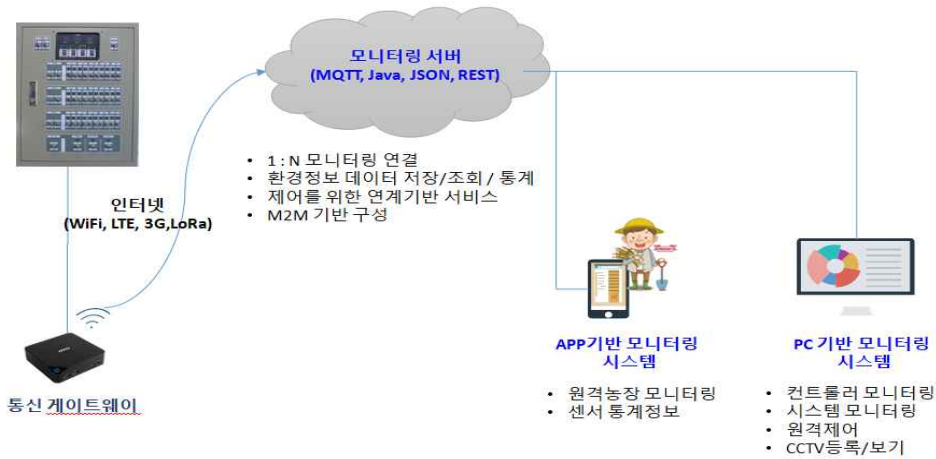 모니터링 서버
(MQTT, Java, JSON, REST)
• 1 : N 모니터링 연결
• 환경정보 데이터 저장/조회 / 통계
• 제어를 위한 연계기반 서비스
• M2M 기반 구성
인터넷
(WiFi, LTE, 3G,LoRa)
통신 게이트웨이
APP기반 모니터링
시스템
• 원격농장 모니터링
• 센서 통계정보
PC 기반 모니터링
시스템
• 컨트롤러 모니터링
• 시스템 모니터링
• 원격제어
• CCTV등록/보기